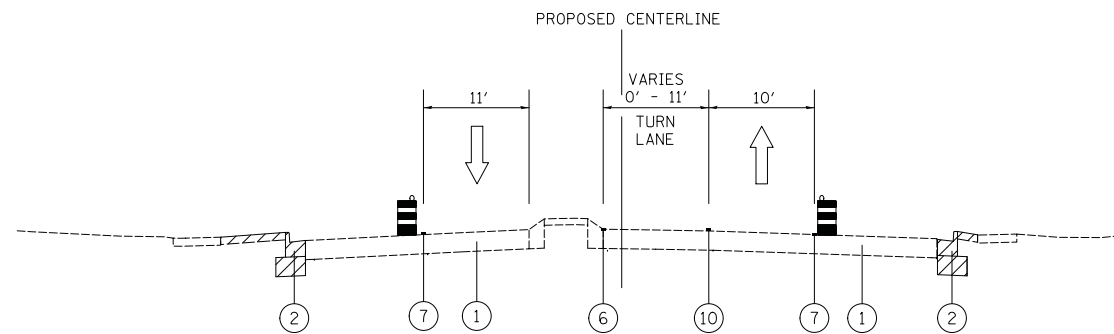 PROPOSED CENTERLINE
VARIES
11' 0' - 11' 10'
TURN
LANE
2 7 1 6 10 7 1 2